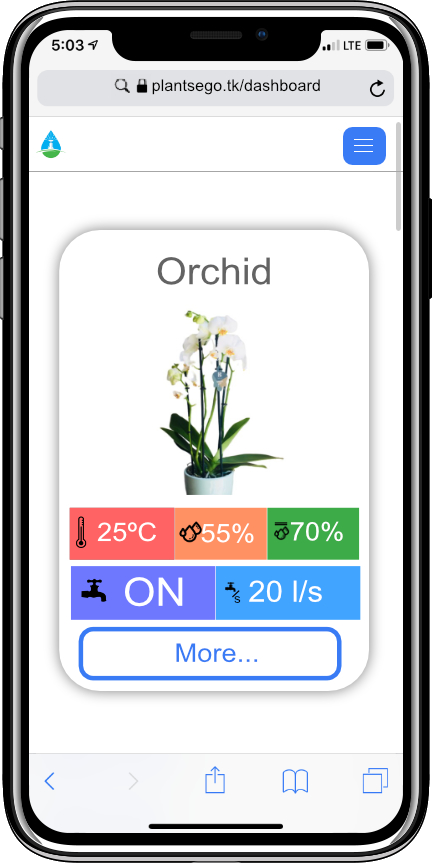 5:03 LTE
plantsego.tk/dashboard
Orchid
25ºC 55% 70%
ON S 20 l/s
More...